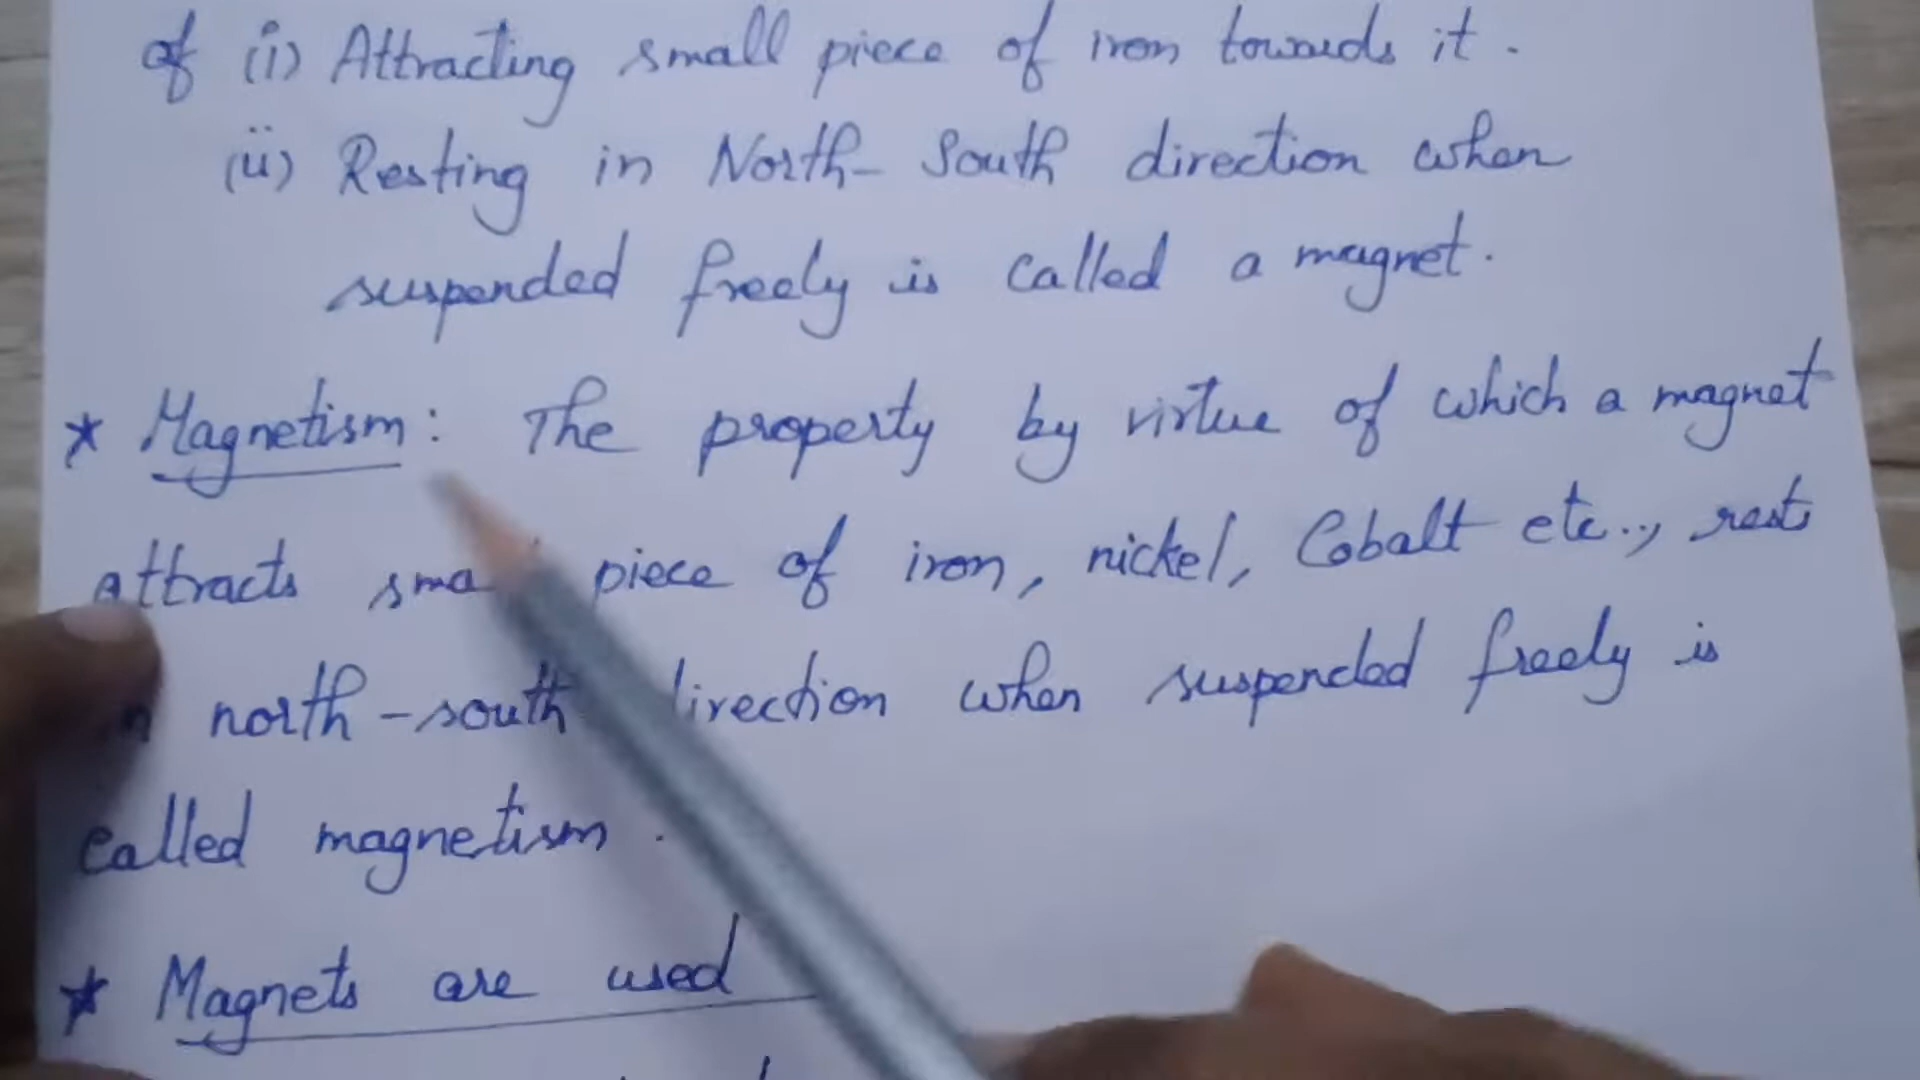 of (i) Attracting small piece of iron towards it.
(ii) Resting in North- South direction when
suspended freely is called a magnet.
* Magnetism: The property by virtue of which a magnet
attracts piece of iron, nickel, Cobalt etc.., rests
north-south direction when suspended freely is
called magnetism.
* Magnets are used